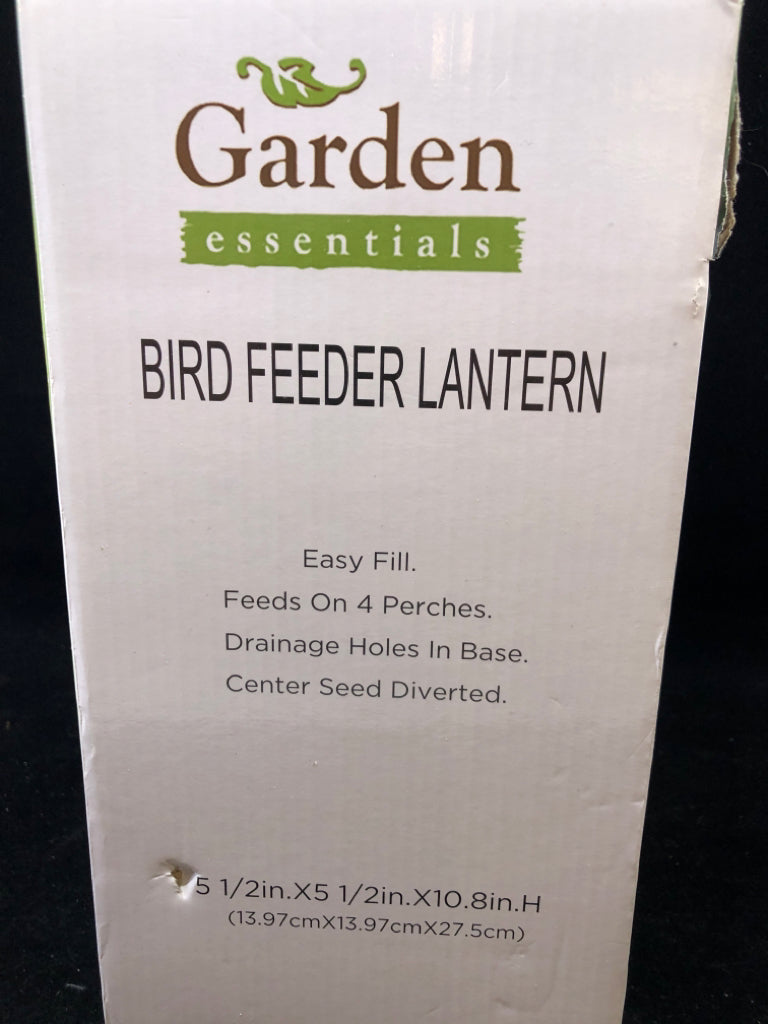 Garden
essentials
BIRD FEEDER LANTERN
Easy Fill.
Feeds On 4 Perches.
Drainage Holes In Base.
Center Seed Diverted.
5 1/2in.X5 1/2in.X10.8in.H
(13.97cmX13.97cmX27.5cm)